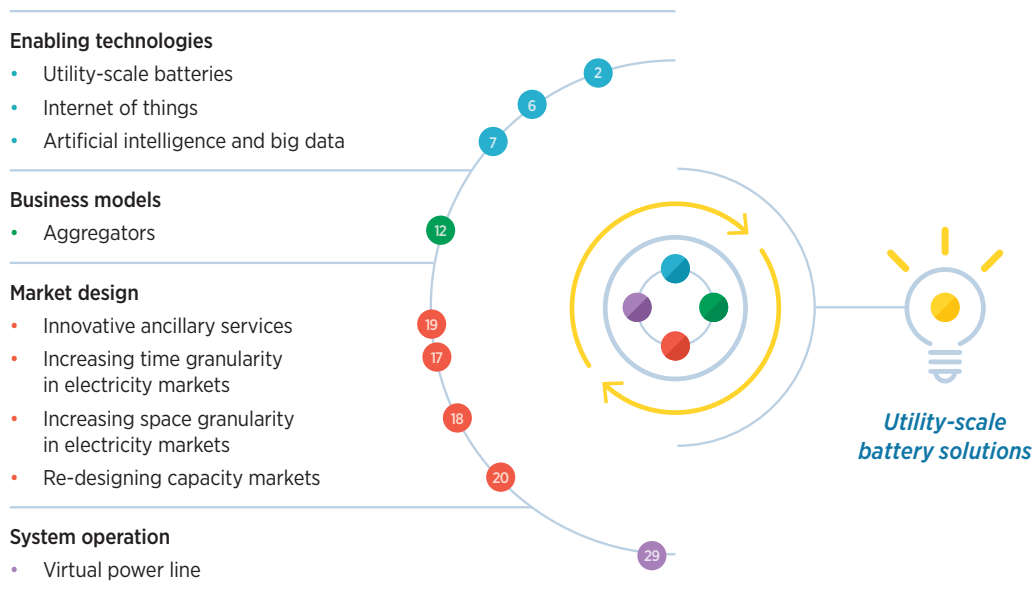 Enabling technologies
• Utility-scale batteries
• Internet of things
• Artificial intelligence and big data
Business models
• Aggregators
Market design
• Innovative ancillary services
• Increasing time granularity
in electricity markets
• Increasing space granularity
in electricity markets
• Re-designing capacity markets
System operation
• Virtual power line
2
6
7
12
19
17
18
20
29
Utility-scale
battery solutions